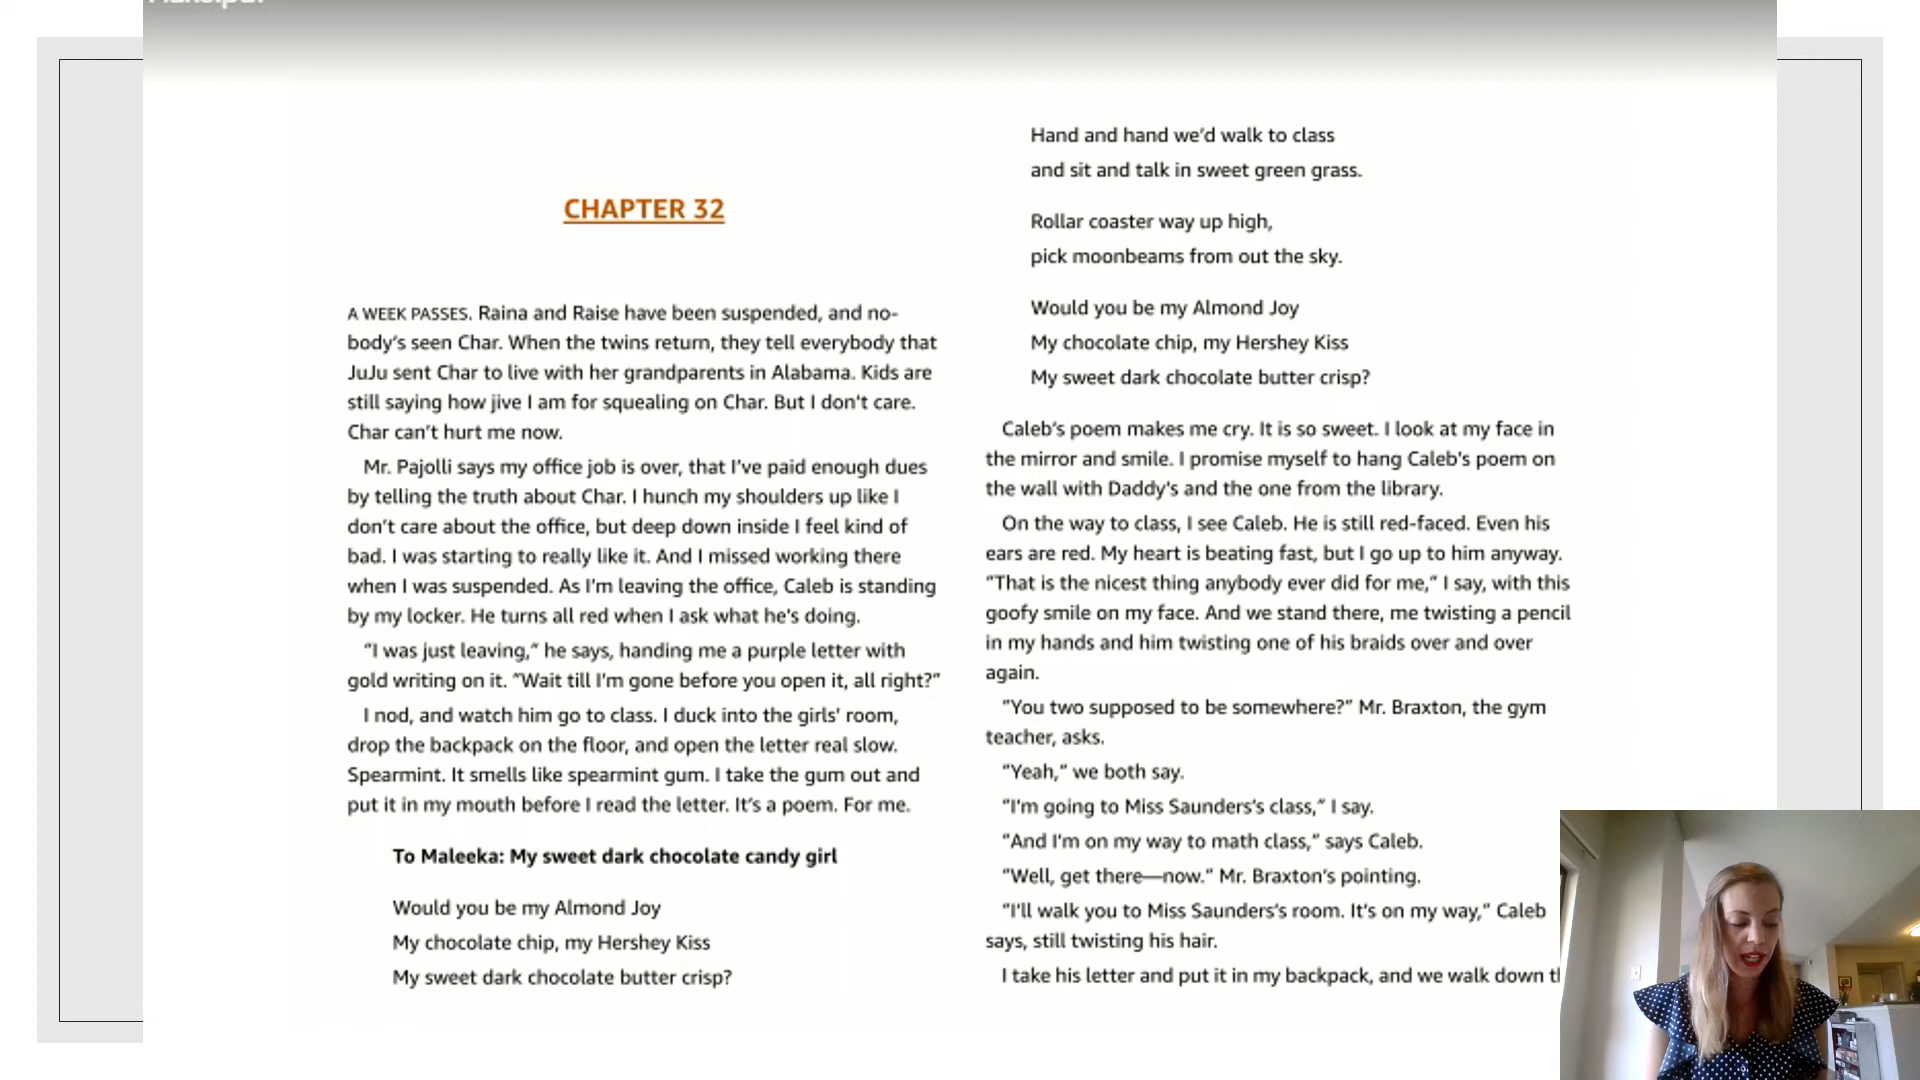 CHAPTER 32
A WEEK PASSES. Raina and Raise have been suspended, and no-
body's seen Char. When the twins return, they tell everybody that
JuJu sent Char to live with her grandparents in Alabama. Kids are
still saying how jive I am for squealing on Char. But I don't care.
Char can't hurt me now.
Mr. Pajolli says my office job is over, that I've paid enough dues
by telling the truth about Char. I hunch my shoulders up like I
don't care about the office, but deep down inside I feel kind of
bad. I was starting to really like it. And I missed working there
when I was suspended. As I'm leaving the office, Caleb is standing
by my locker. He turns all red when I ask what he's doing.
"I was just leaving," he says, handing me a purple letter with
gold writing on it. "Wait till I'm gone before you open it, all right?"
I nod, and watch him go to class. I duck into the girls' room,
drop the backpack on the floor, and open the letter real slow.
Spearmint. It smells like spearmint gum. I take the gum out and
put it in my mouth before I read the letter. It's a poem. For me.
To Maleeka: My sweet dark chocolate candy girl
Would you be my Almond Joy
My chocolate chip, my Hershey Kiss
My sweet dark chocolate butter crisp?
Hand and hand we'd walk to class
and sit and talk in sweet green grass.
Rollar coaster way up high,
pick moonbeams from out the sky.
Would you be my Almond Joy
My chocolate chip, my Hershey Kiss
My sweet dark chocolate butter crisp?
Caleb's poem makes me cry. It is so sweet. I look at my face in
the mirror and smile. I promise myself to hang Caleb's poem on
the wall with Daddy's and the one from the library.
On the way to class, I see Caleb. He is still red-faced. Even his
ears are red. My heart is beating fast, but I go up to him anyway.
"That is the nicest thing anybody ever did for me," I say, with this
goofy smile on my face. And we stand there, me twisting a pencil
in my hands and him twisting one of his braids over and over
again.
"You two supposed to be somewhere?" Mr. Braxton, the gym
teacher, asks.
"Yeah," we both say.
"I'm going to Miss Saunders's class," I say.
"And I'm on my way to math class," says Caleb.
"Well, get there—now." Mr. Braxton's pointing.
"I'll walk you to Miss Saunders's room. It's on my way," Caleb
says, still twisting his hair.
I take his letter and put it in my backpack, and we walk down